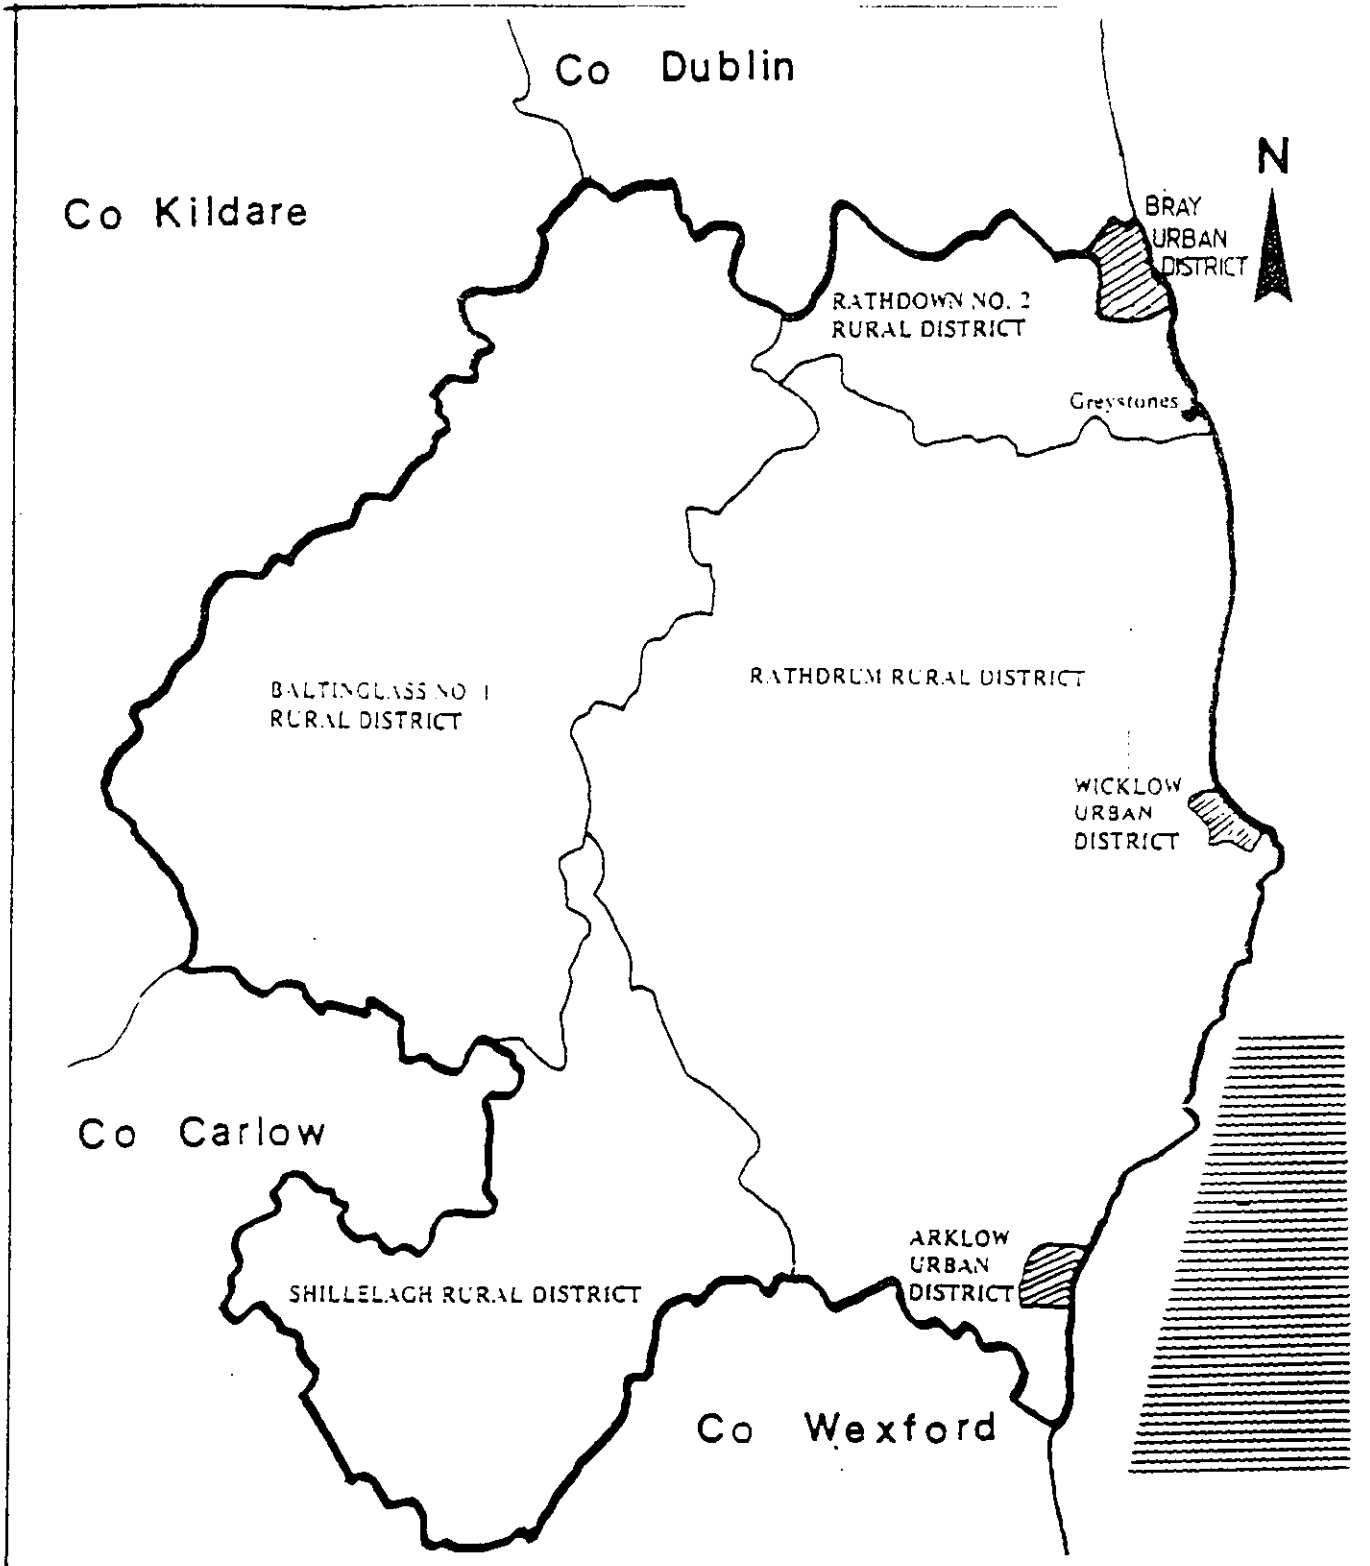 Co Dublin
N
Co Kildare
BRAY
URBAN
DISTRICT
RATHDOWN NO. 2
RURAL DISTRICT
Greystones
RATHDRUM RURAL DISTRICT
BALTINGLASS NO 1
RURAL DISTRICT
WICKLOW
URBAN
DISTRICT
Co Carlow
ARKLOW
URBAN
DISTRICT
SHILLELAGH RURAL DISTRICT
Co Wexford